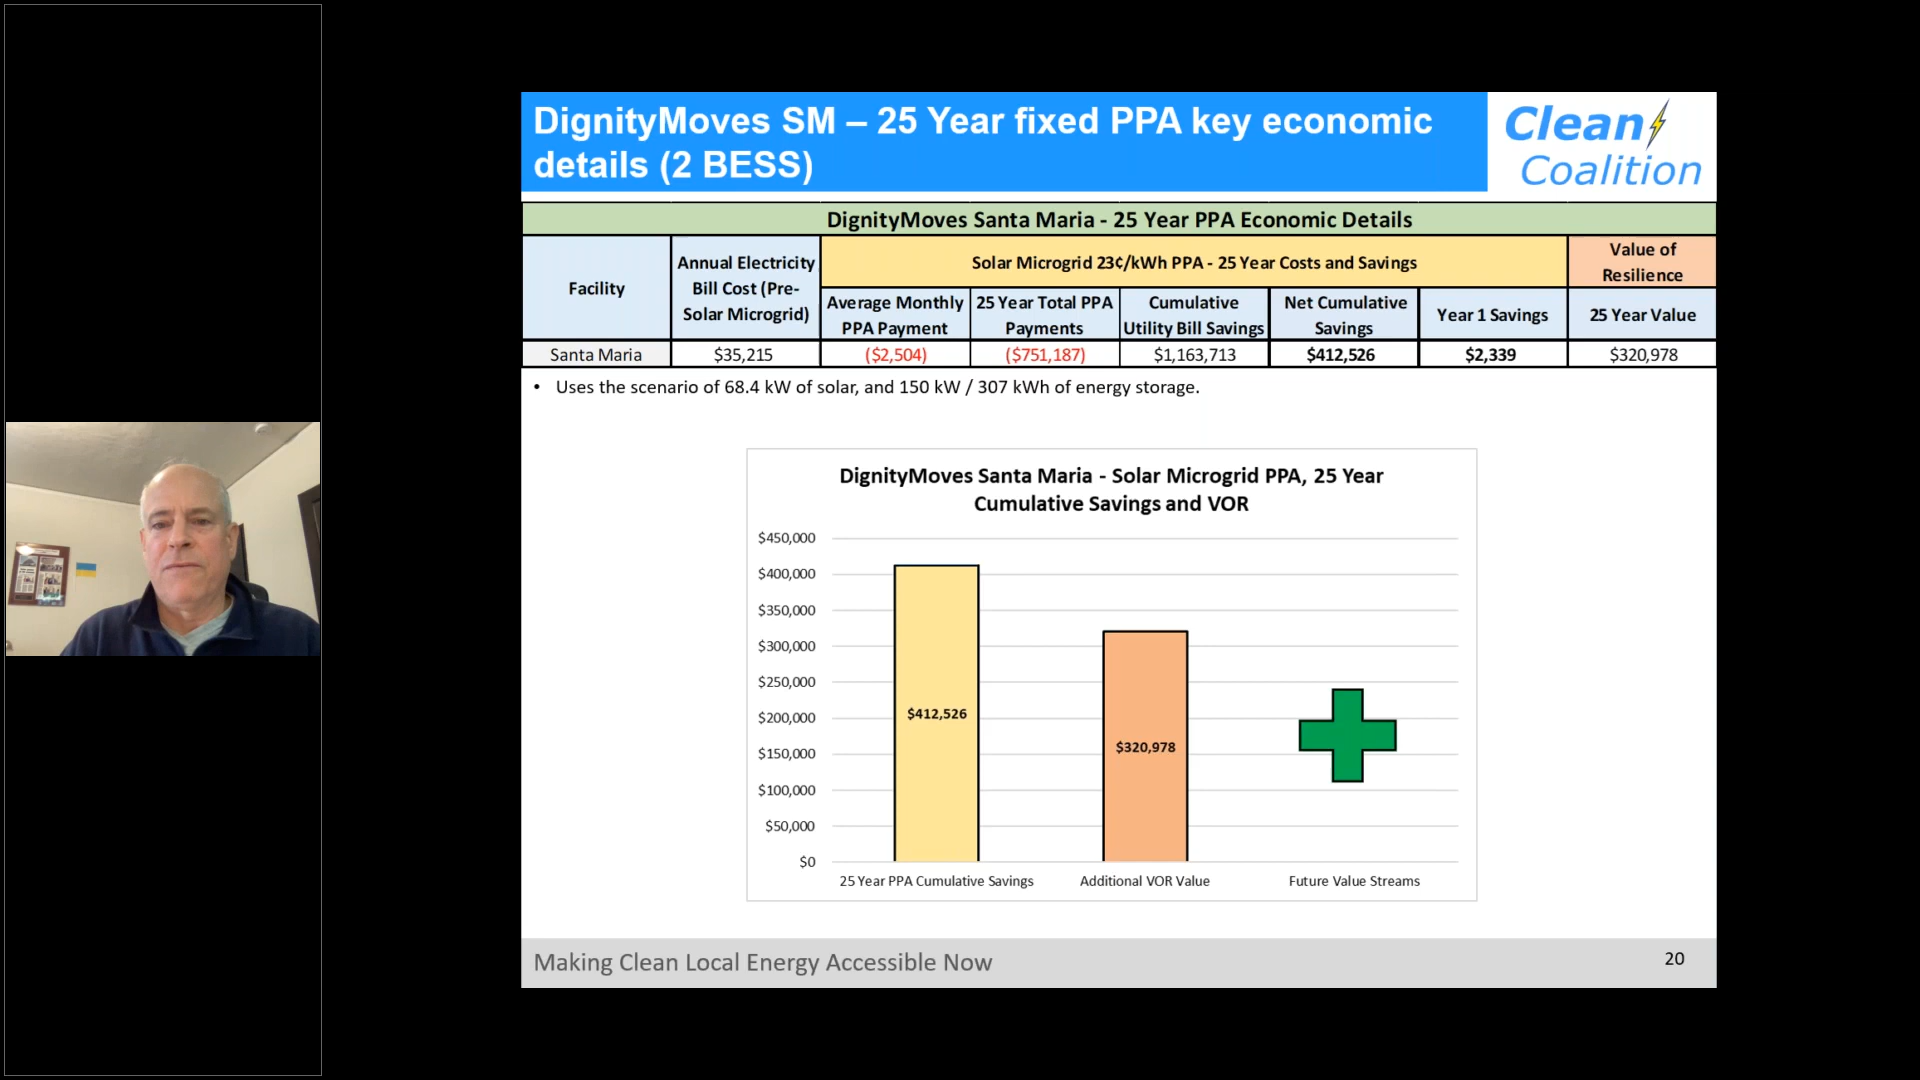 DignityMoves SM – 25 Year fixed PPA key economic
details (2 BESS)
Clean
Coalition
DignityMoves Santa Maria - 25 Year PPA Economic Details
Facility
Annual Electricity
Bill Cost (Pre-
Solar Microgrid)
Solar Microgrid 23¢/kWh PPA - 25 Year Costs and Savings
Value of
Resilience
Average Monthly
PPA Payment
25 Year Total PPA
Payments
Cumulative
Utility Bill Savings
Net Cumulative
Savings
Year 1 Savings
25 Year Value
Santa Maria
$35,215
($2,504)
($751,187)
$1,163,713
$412,526
$2,339
$320,978
• Uses the scenario of 68.4 kW of solar, and 150 kW / 307 kWh of energy storage.
DignityMoves Santa Maria - Solar Microgrid PPA, 25 Year
Cumulative Savings and VOR
$450,000
$400,000
$350,000
$300,000
$250,000
$200,000
$150,000
$100,000
$50,000
$0
$412,526
$320,978
25 Year PPA Cumulative Savings
Additional VOR Value
Future Value Streams
Making Clean Local Energy Accessible Now
20